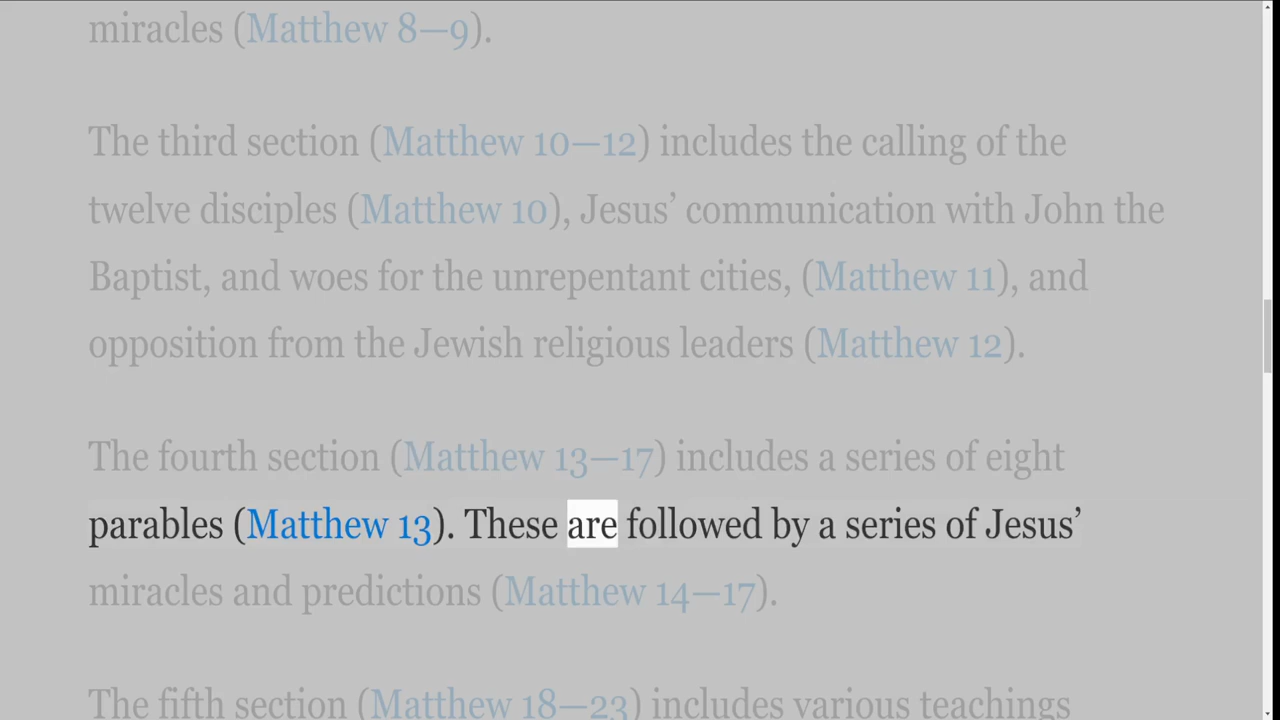 miracles (Matthew 8—9).
The third section (Matthew 10—12) includes the calling of the
twelve disciples (Matthew 10), Jesus’ communication with John the
Baptist, and woes for the unrepentant cities, (Matthew 11), and
opposition from the Jewish religious leaders (Matthew 12).
The fourth section (Matthew 13—17) includes a series of eight
parables (Matthew 13). These are followed by a series of Jesus’
miracles and predictions (Matthew 14—17).
The fifth section (Matthew 18—23) includes various teachings